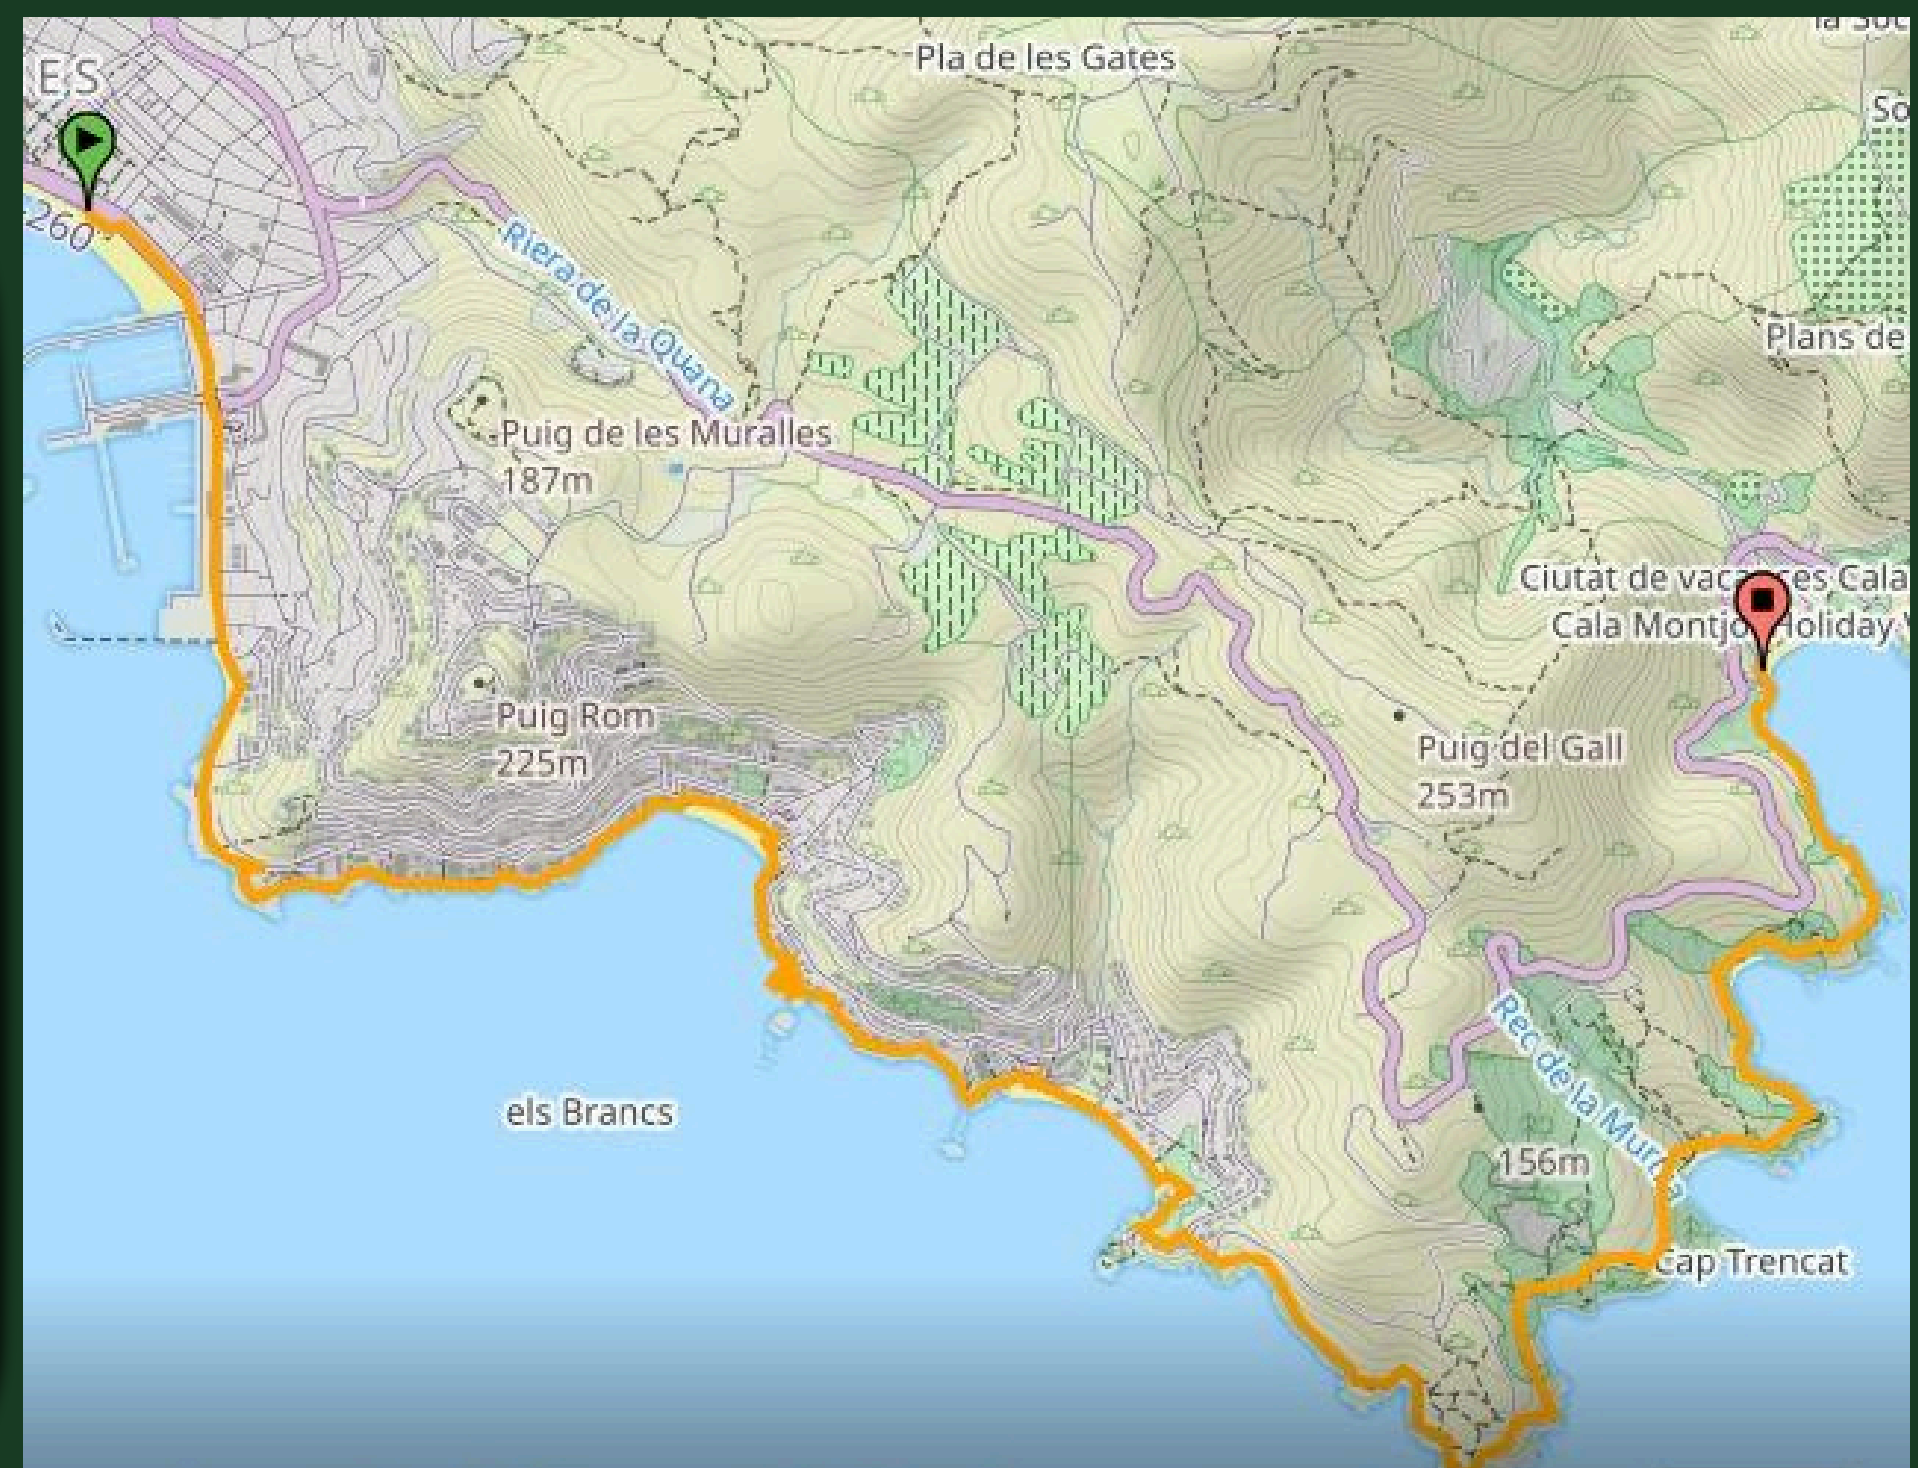 Pla de les Gates
E S
So
260
Riera de la Quana
Plans de
Puig de les Muralles
187m
Ciutat de vacances Cala
Cala Montjoi Holiday
Puig Rom
225m
Puig del Gall
253m
Rec de la Murtra
els Brancs
156m
Cap Trencat